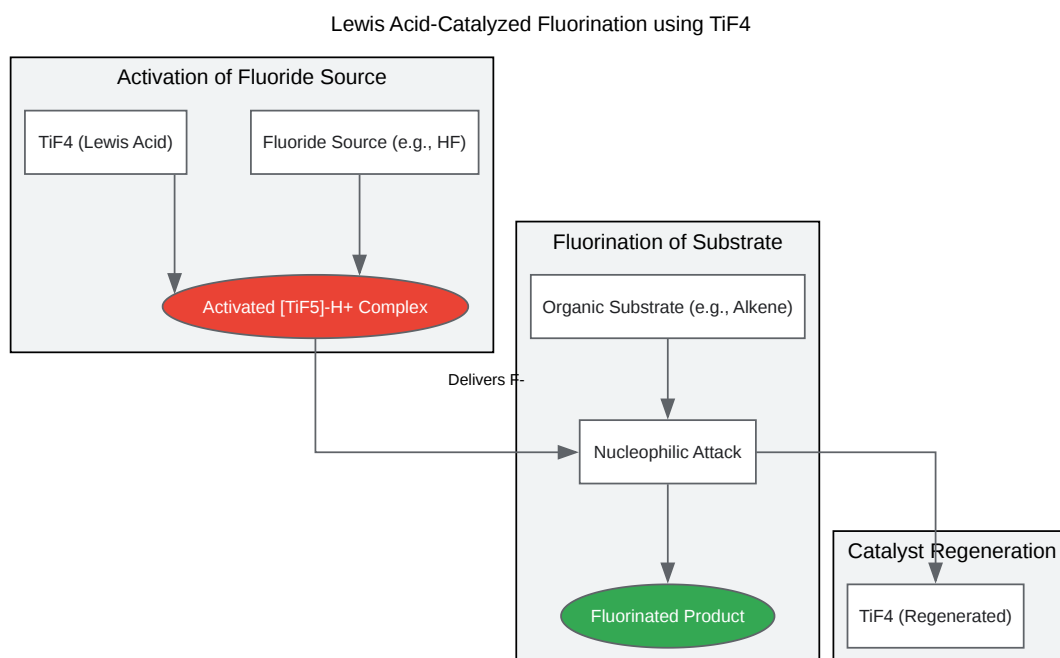 Lewis Acid-Catalyzed Fluorination using TiF4
Activation of Fluoride Source
TiF4 (Lewis Acid)
Fluoride Source (e.g., HF)
Activated [TiF5]-H+ Complex
Delivers F-
Fluorination of Substrate
Organic Substrate (e.g., Alkene)
Nucleophilic Attack
Fluorinated Product
Catalyst Regeneration
TiF4 (Regenerated)